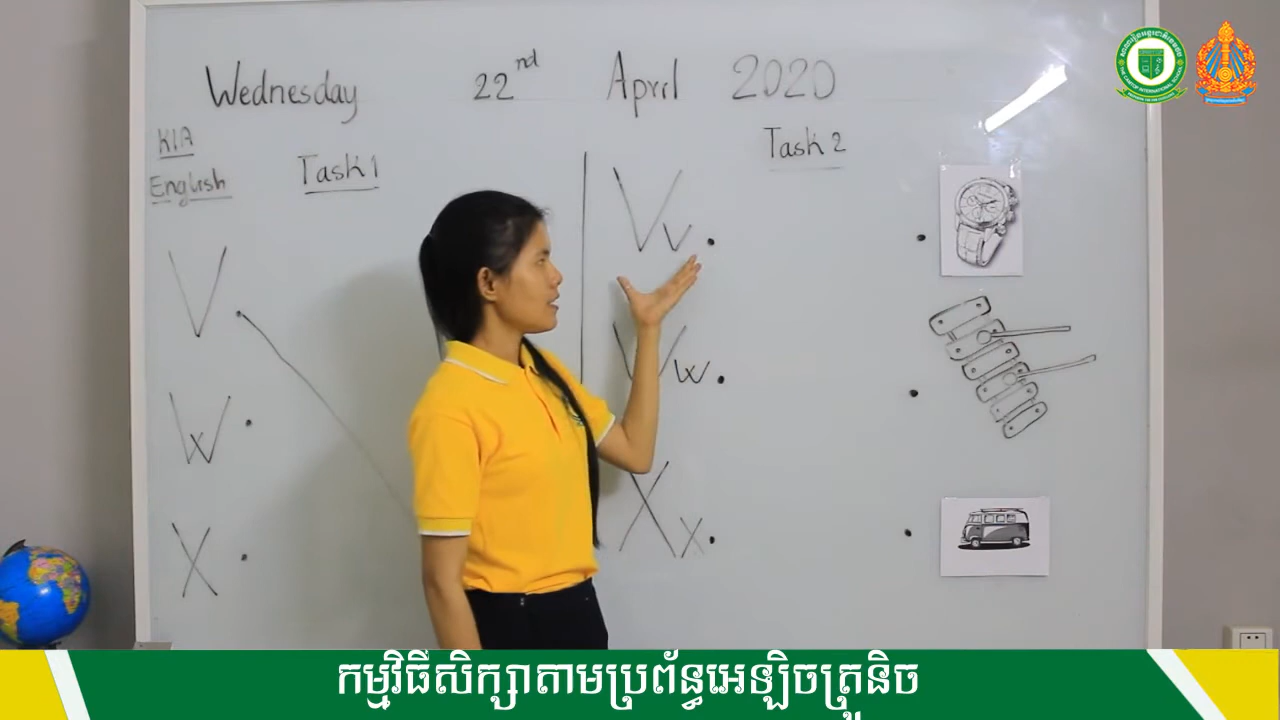 Wednesday 22nd April 2020
K1A
English
Task 1
V
W
X
Task 2
V v
W w
X x
កម្មវិធីសិក្សាតាមប្រព័ន្ធអេឡិចត្រូនិច